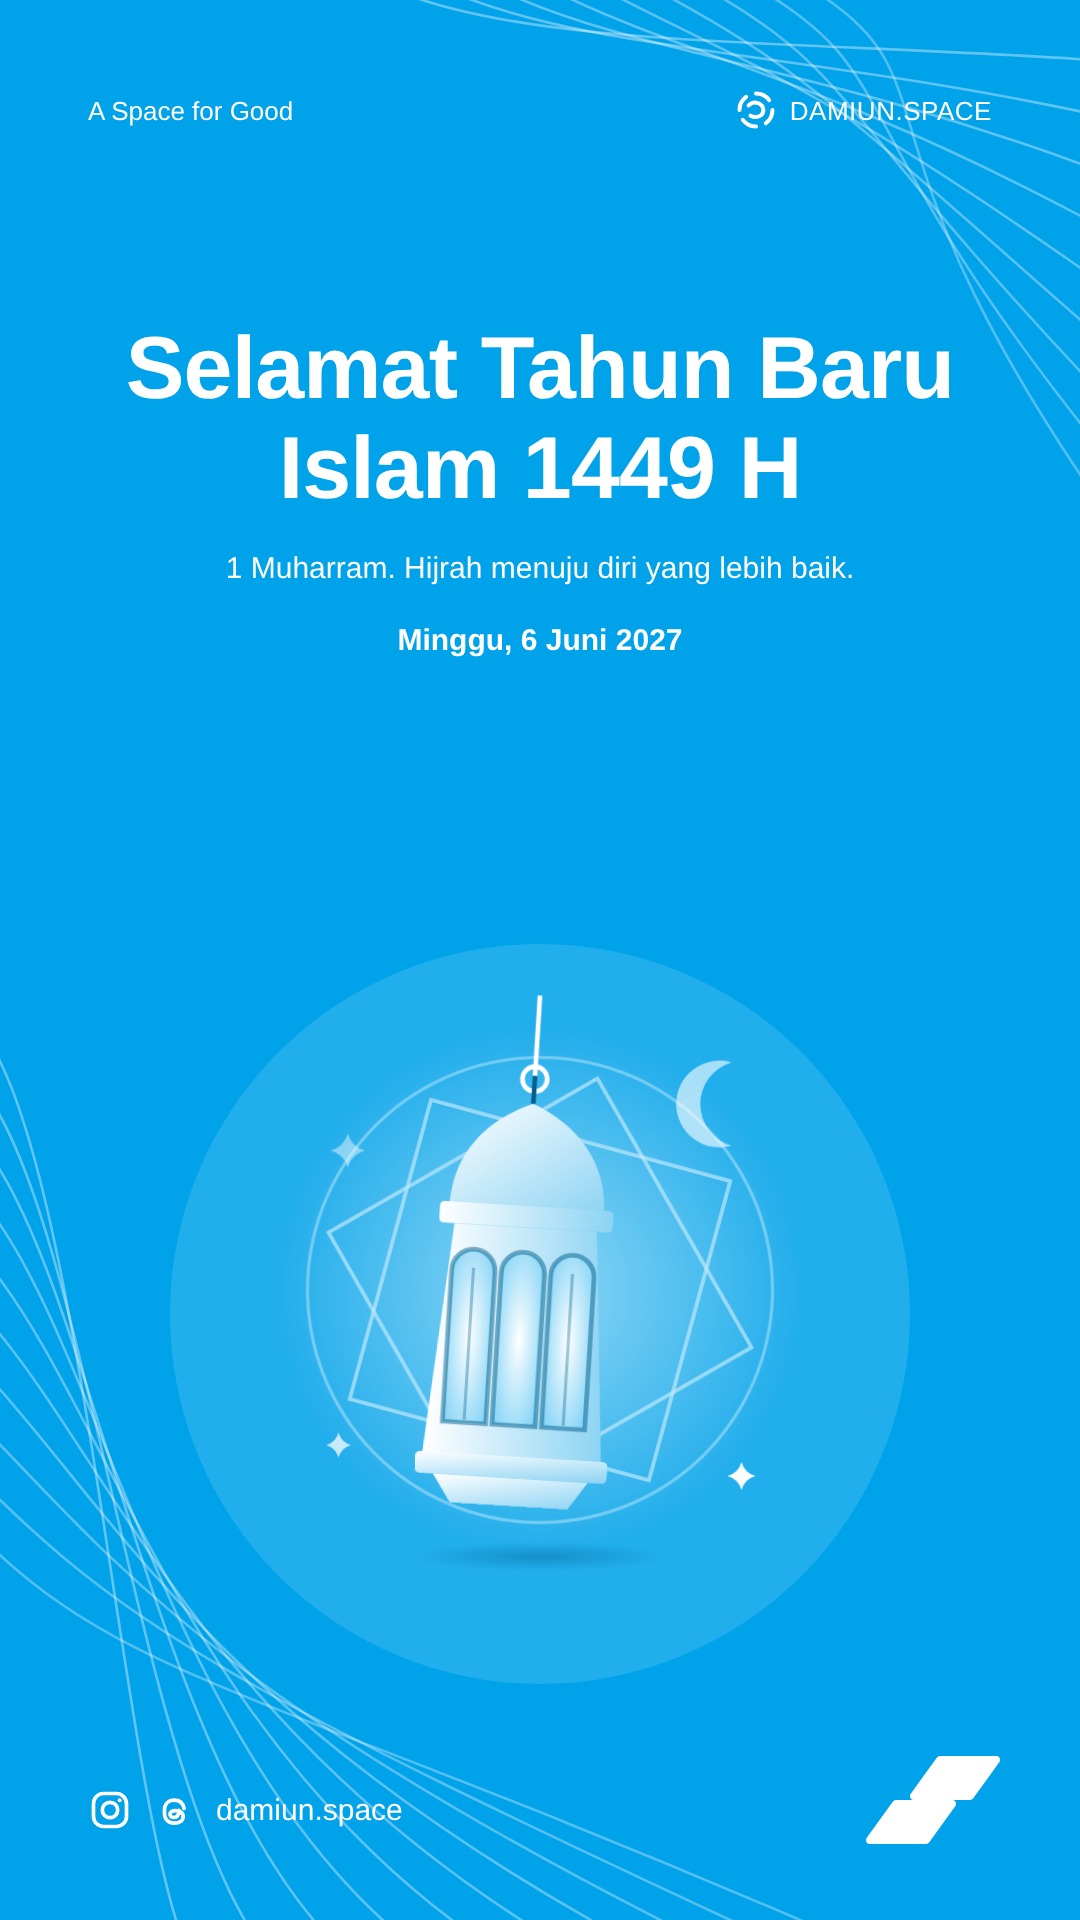 A Space for Good
DAMIUN.SPACE
Selamat Tahun Baru
Islam 1449 H
1 Muharram. Hijrah menuju diri yang lebih baik.
Minggu, 6 Juni 2027
damiun.space